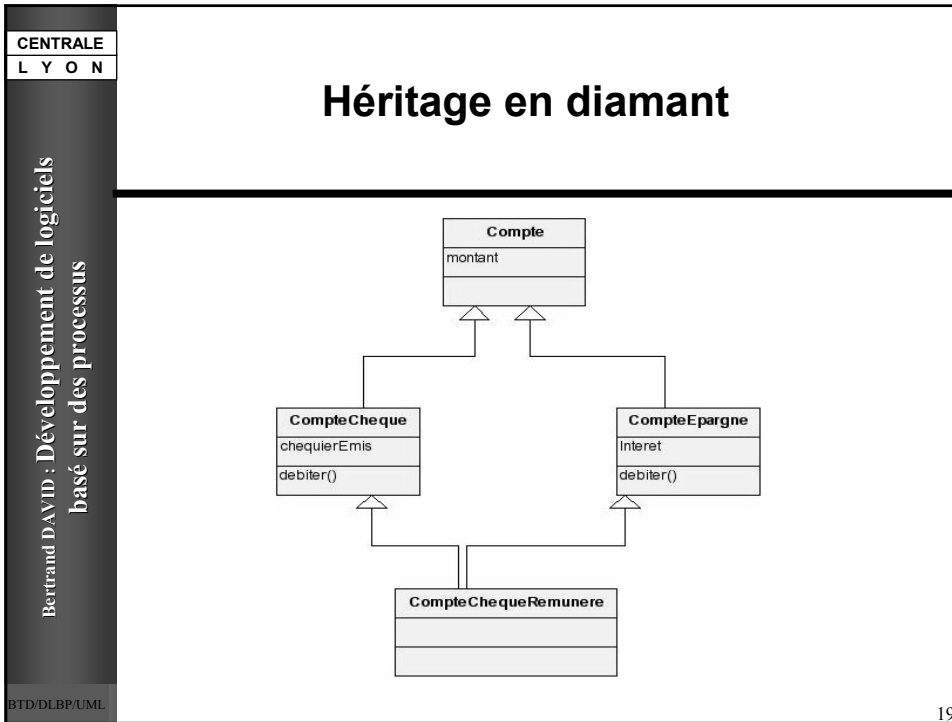 CENTRALE
L Y O N
Héritage en diamant
Bertrand DAVID : Développement de logiciels
basé sur des processus
Compte
montant
CompteCheque
chequierEmis
debiter()
CompteEpargne
Interet
debiter()
CompteChequeRemunere
BTD/DLBP/UML
19